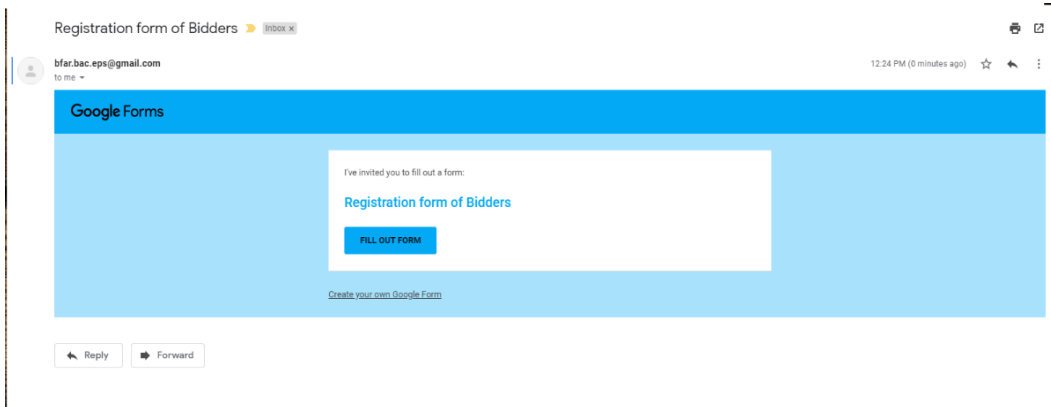 Registration form of Bidders Inbox x
bfar.bac.eps@gmail.com 12:24 PM (0 minutes ago)
to me
Google Forms
I've invited you to fill out a form:
Registration form of Bidders
FILL OUT FORM
Create your own Google Form
Reply Forward